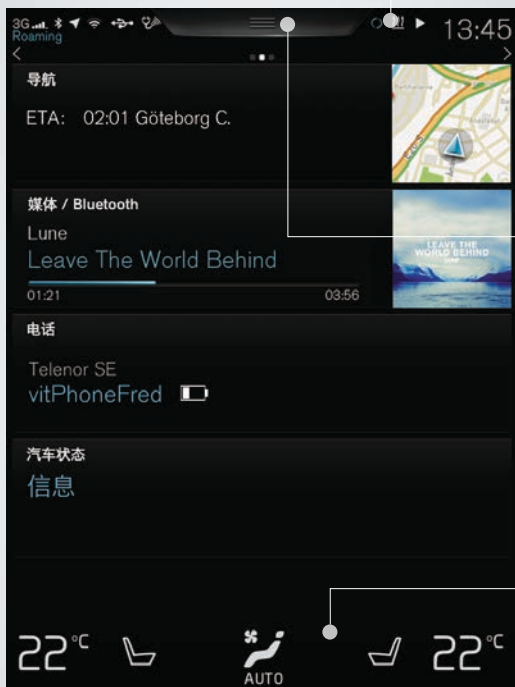 3G
13:45
Roaming
导航
ETA: 02:01 Göteborg C.
媒体 / Bluetooth
Lune
Leave The World Behind
01:21
03:56
LEAVE THE
WORLD BEHIND
电话
Telenor SE
vitPhoneFred
汽车状态
信息
22°C
22°C
AUTO